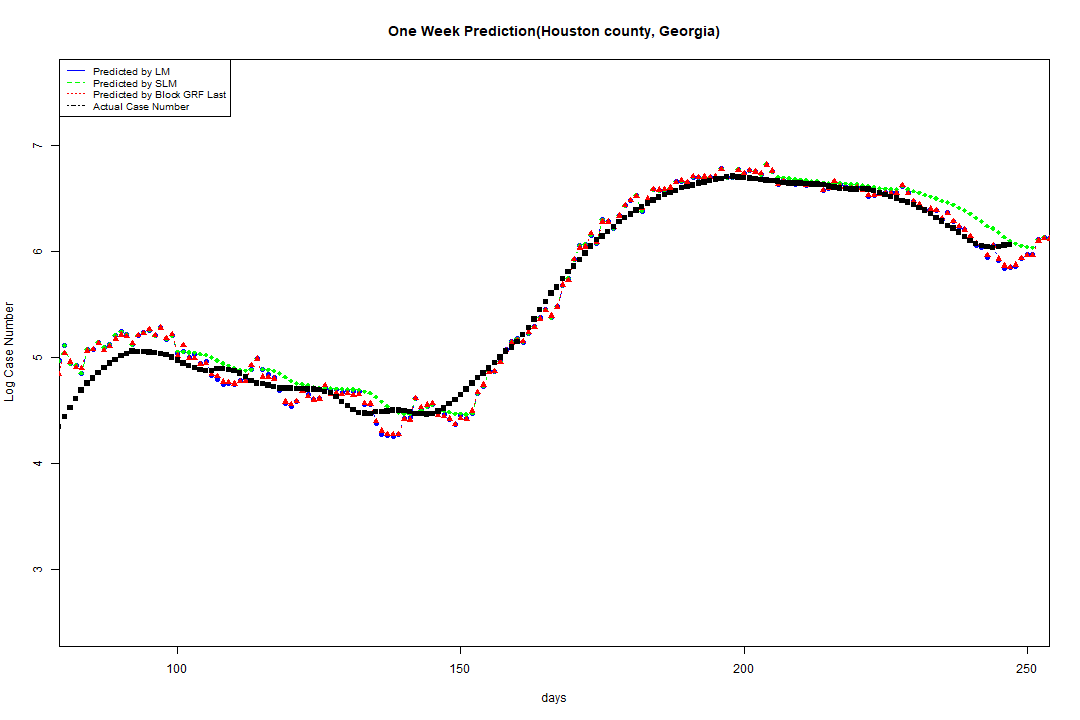 One Week Prediction(Houston county, Georgia)
Predicted by LM
Predicted by SLM
Predicted by Block GRF Last
Actual Case Number
7
6
5
4
3
Log Case Number
100 150 200 250
days